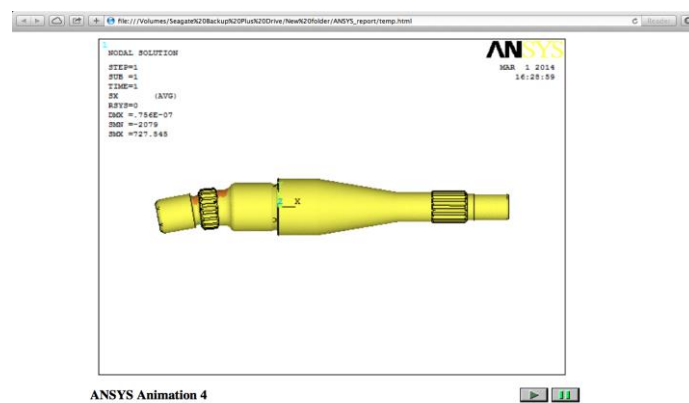 file:///Volumes/Seagate%20Backup%20Plus%20Drive/New%20folder/ANSYS_report/temp.html
Reader
1
NODAL SOLUTION
STEP=1
SUB =1
TIME=1
SX (AVG)
RSYS=0
DMX =.756E-07
SMN =-2079
SMX =727.545
ANSYS
MAR 1 2014
16:28:59
Z X
ANSYS Animation 4